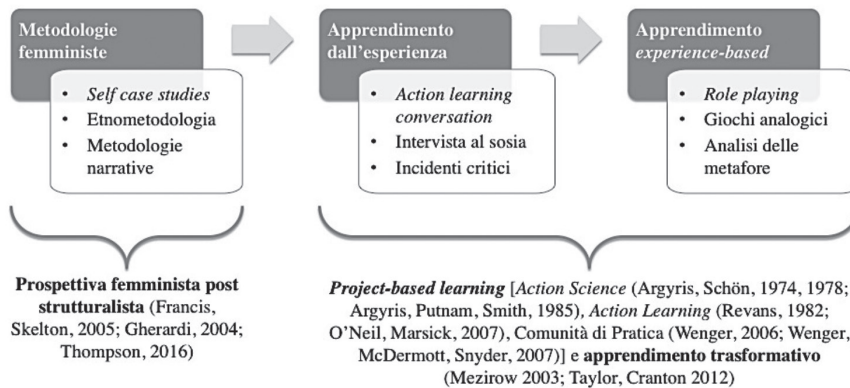 Metodologie
femministe
• Self case studies
• Etnometodologia
• Metodologie
narrative
Apprendimento
dall'esperienza
• Action learning
conversation
• Intervista al sosia
• Incidenti critici
Apprendimento
experience-based
• Role playing
• Giochi analogici
• Analisi delle
metafore
Prospettiva femminista post
strutturalista (Francis,
Skelton, 2005; Gherardi, 2004;
Thompson, 2016)
Project-based learning [Action Science (Argyris, Schön, 1974, 1978;
Argyris, Putnam, Smith, 1985), Action Learning (Revans, 1982;
O'Neil, Marsick, 2007), Comunità di Pratica (Wenger, 2006; Wenger,
McDermott, Snyder, 2007)] e apprendimento trasformativo
(Mezirow 2003; Taylor, Cranton 2012)